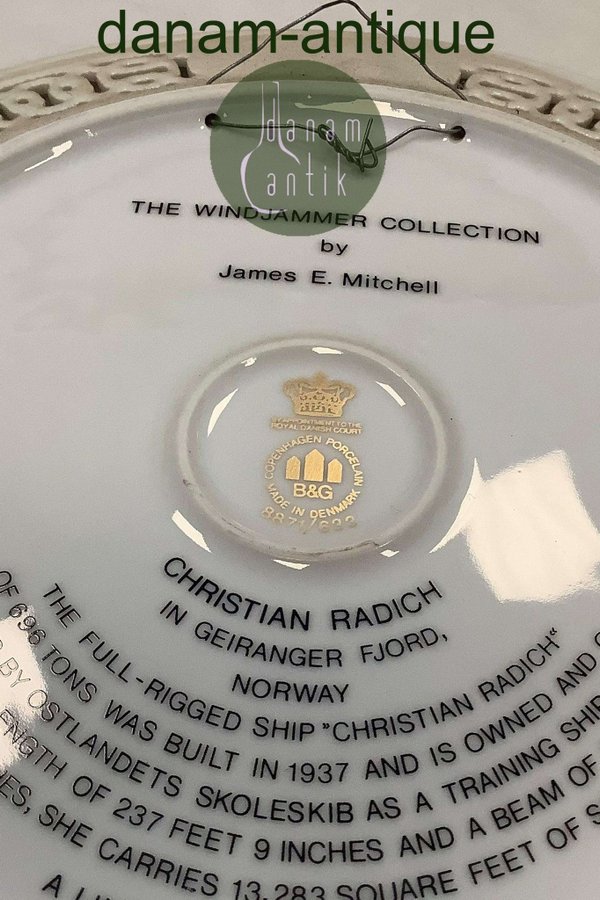 danam-antique
danam
antik
THE WINDJAMMER COLLECTION
by
James E. Mitchell
BY APPOINTMENT TO THE
ROYAL DANISH COURT
COPENHAGEN PORCELAIN
B&G
MADE IN DENMARK
8871/622
CHRISTIAN RADICH
IN GEIRANGER FJORD,
NORWAY
THE FULL-RIGGED SHIP "CHRISTIAN RADICH“
OF 696 TONS WAS BUILT IN 1937 AND IS OWNED AND
BY OSTLANDETS SKOLESKIB AS A TRAINING SHIP
OF 237 FEET 9 INCHES AND A BEAM OF
SHE CARRIES 13,283 SQUARE FEET OF
A